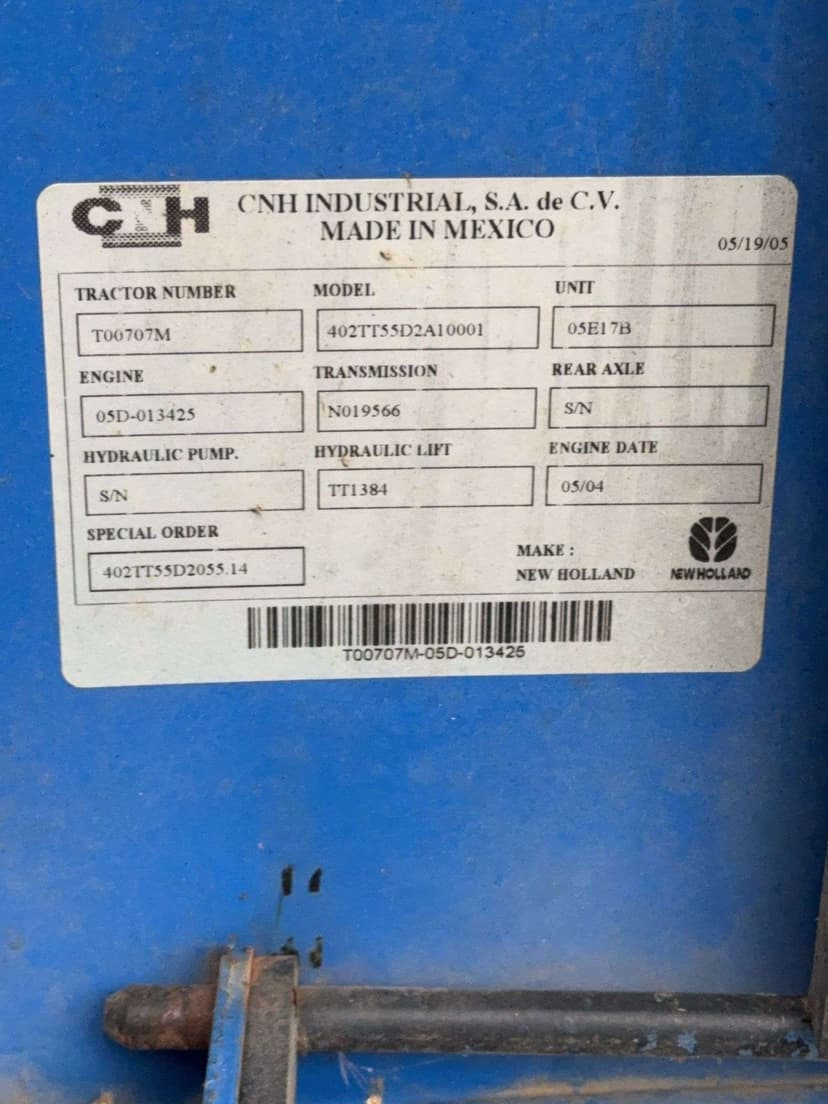 CNH CNH INDUSTRIAL, S.A. de C.V.
MADE IN MEXICO
05/19/05
TRACTOR NUMBER MODEL UNIT
T00707M 402TT55D2A10001 05E17B
ENGINE TRANSMISSION REAR AXLE
05D-013425 N019566 S/N
HYDRAULIC PUMP. HYDRAULIC LIFT ENGINE DATE
S/N TT1384 05/04
SPECIAL ORDER
402TT55D2055.14
MAKE :
NEW HOLLAND NEW HOLLAND
T00707M-05D-013425